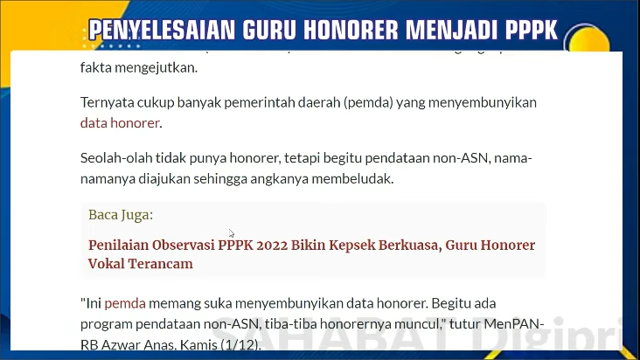 PENYELESAIAN GURU HONORER MENJADI PPPK
fakta mengejutkan.
Ternyata cukup banyak pemerintah daerah (pemda) yang menyembunyikan
data honorer.
Seolah-olah tidak punya honorer, tetapi begitu pendataan non-ASN, nama-
namanya diajukan sehingga angkanya membeludak.
Baca Juga:
Penilaian Observasi PPPK 2022 Bikin Kepsek Berkuasa, Guru Honorer
Vokal Terancam
"Ini pemda memang suka menyembunyikan data honorer. Begitu ada
program pendataan non-ASN, tiba-tiba honorernya muncul," tutur MenPAN-
RB Azwar Anas, Kamis (1/12).
SAHABAT Digipri